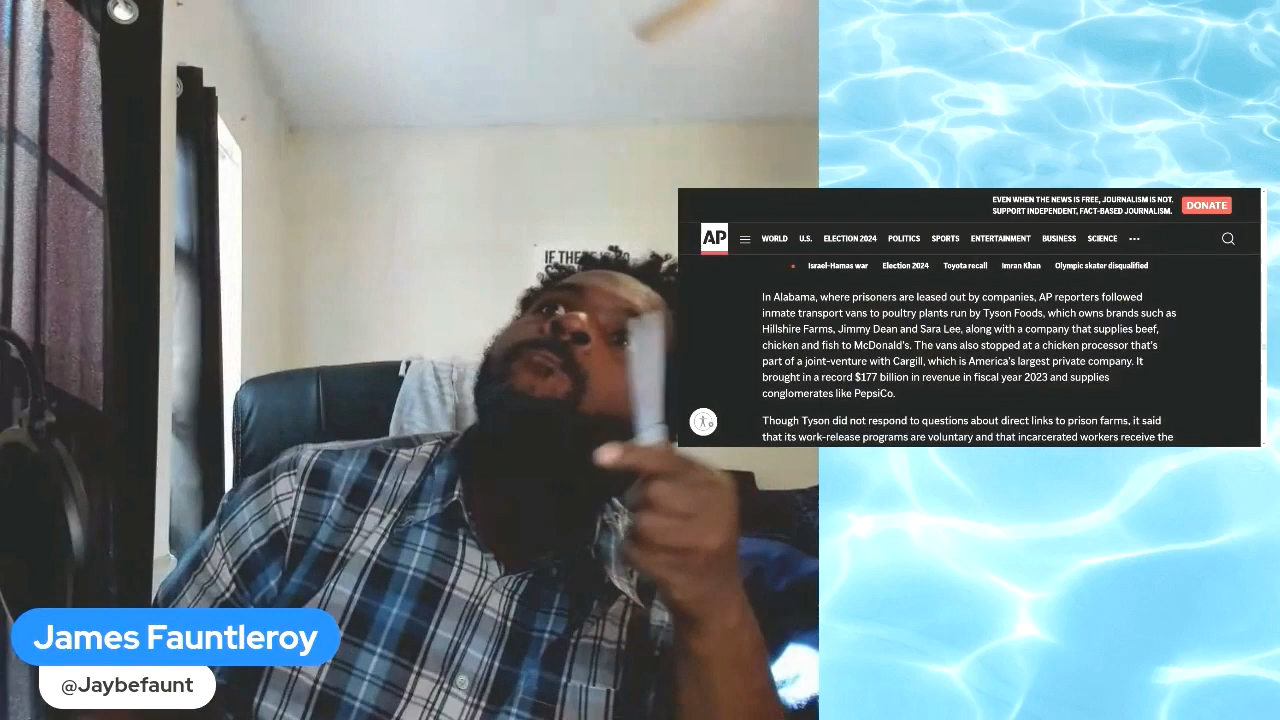 IF THERE IS NO
EVEN WHEN THE NEWS IS FREE, JOURNALISM IS NOT.
SUPPORT INDEPENDENT, FACT-BASED JOURNALISM.
DONATE
AP
WORLD U.S. ELECTION 2024 POLITICS SPORTS ENTERTAINMENT BUSINESS SCIENCE •••
Israel-Hamas war Election 2024 Toyota recall Imran Khan Olympic skater disqualified
In Alabama, where prisoners are leased out by companies, AP reporters followed
inmate transport vans to poultry plants run by Tyson Foods, which owns brands such as
Hillshire Farms, Jimmy Dean and Sara Lee, along with a company that supplies beef,
chicken and fish to McDonald's. The vans also stopped at a chicken processor that's
part of a joint-venture with Cargill, which is America's largest private company. It
brought in a record $177 billion in revenue in fiscal year 2023 and supplies
conglomerates like PepsiCo.
Though Tyson did not respond to questions about direct links to prison farms, it said
that its work-release programs are voluntary and that incarcerated workers receive the
James Fauntleroy
@Jaybefaunt